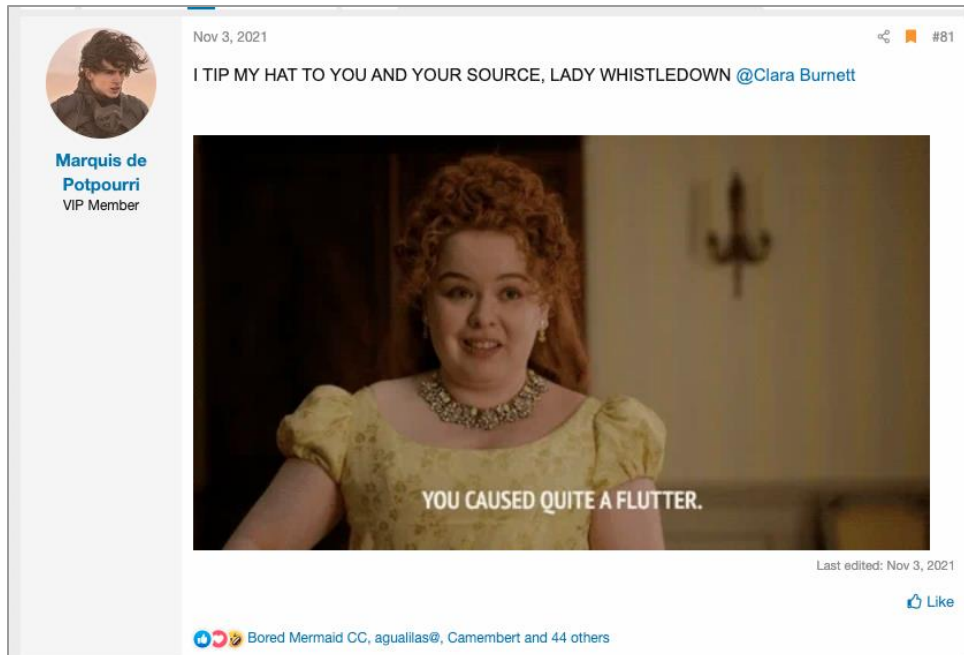 Nov 3, 2021
#81
I TIP MY HAT TO YOU AND YOUR SOURCE, LADY WHISTLEDOWN @Clara Burnett
Marquis de
Potpourri
VIP Member
YOU CAUSED QUITE A FLUTTER.
Last edited: Nov 3, 2021
Like
Bored Mermaid CC, agualilas@, Camembert and 44 others